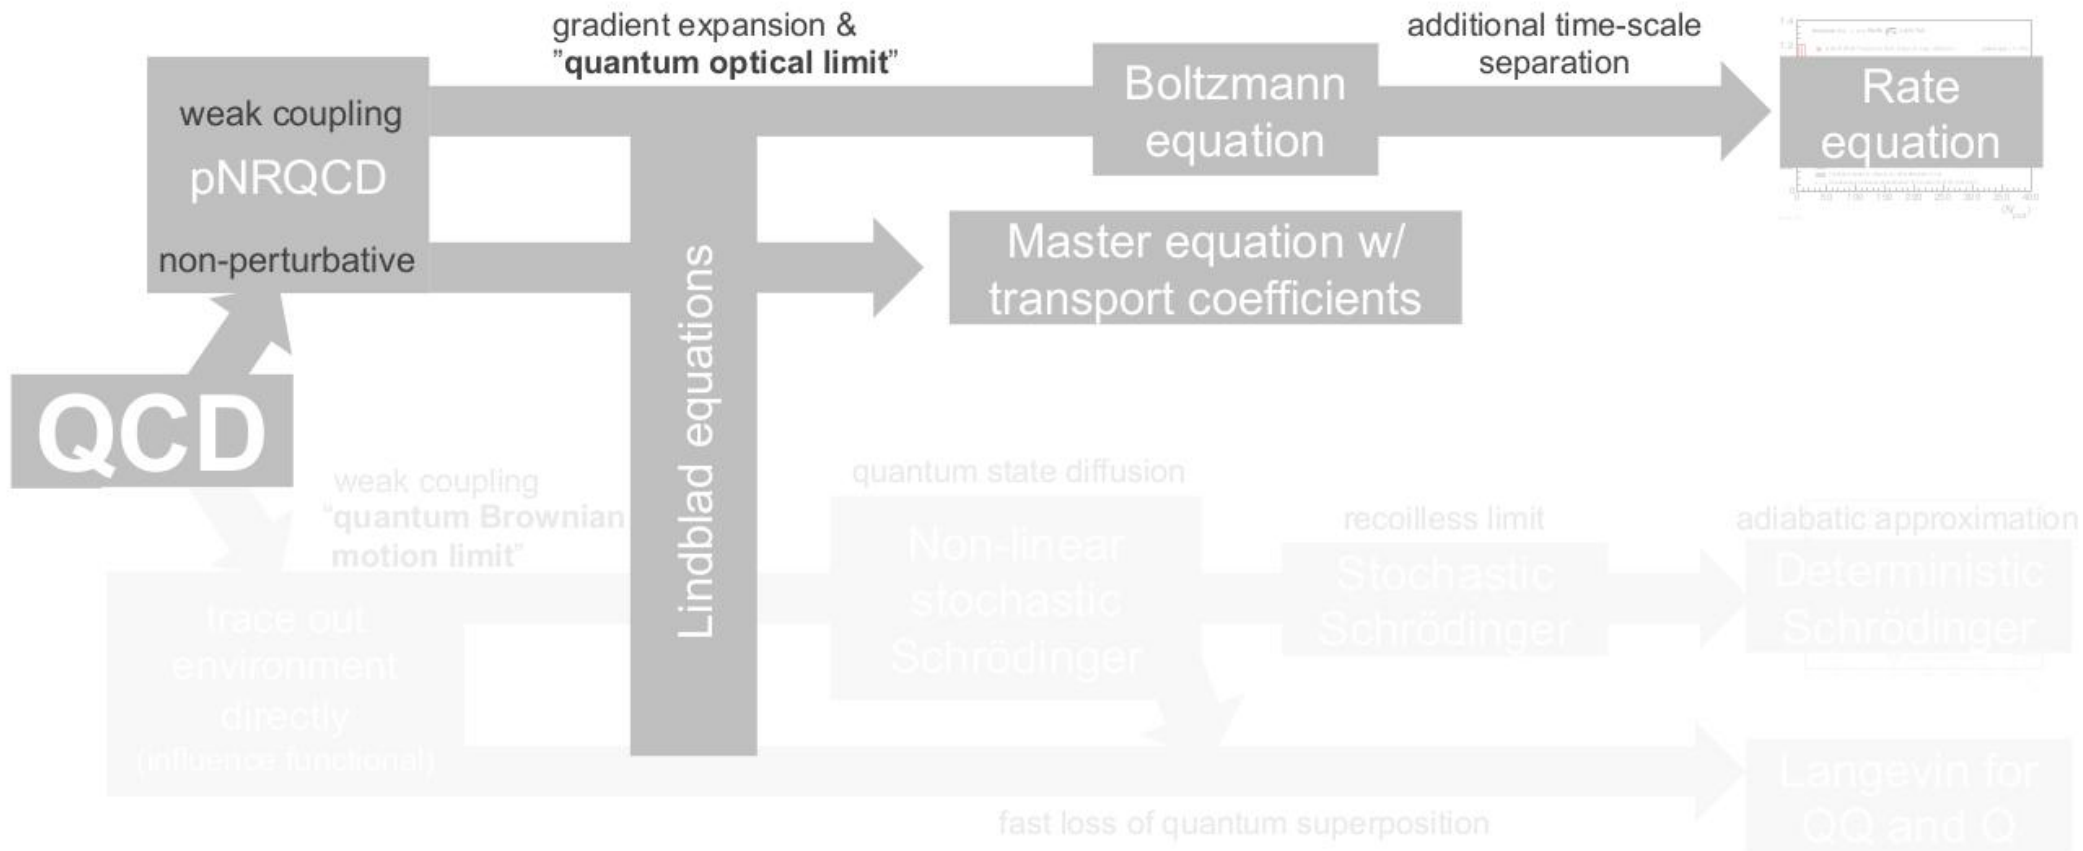 gradient expansion &
”quantum optical limit”
additional time-scale
separation
weak coupling
pNRQCD
non-perturbative
Boltzmann
equation
Rate
equation
Master equation w/
transport coefficients
Lindblad equations
QCD
weak coupling
“quantum Brownian
motion limit”
trace out
environment
directly
(influence functional)
quantum state diffusion
Non-linear
stochastic
Schrödinger
recoilless limit
Stochastic
Schrödinger
adiabatic approximation
Deterministic
Schrödinger
Langevin for
QQ and Q
fast loss of quantum superposition